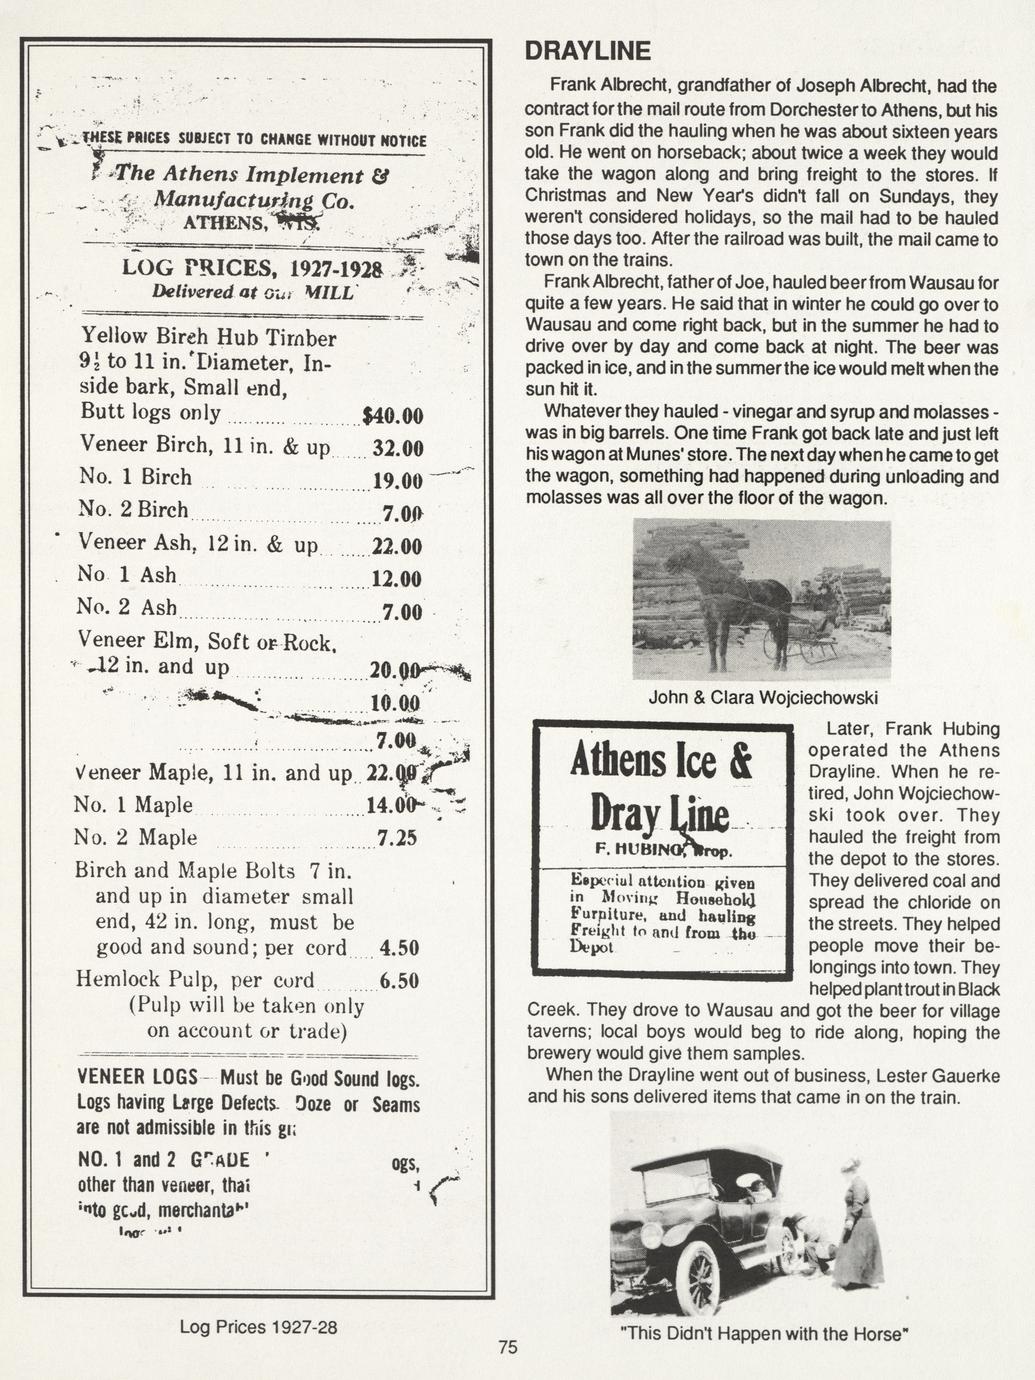 THESE PRICES SUBJECT TO CHANGE WITHOUT NOTICE
The Athens Implement &
Manufacturing Co.
ATHENS, WIS.
LOG PRICES, 1927-1928
Delivered at our MILL
Yellow Birch Hub Timber
9½ to 11 in. Diameter, In-
side bark, Small end,
Butt logs only $40.00
Veneer Birch, 11 in. & up 32.00
No. 1 Birch 19.00
No. 2 Birch 7.00
Veneer Ash, 12 in. & up 22.00
No 1 Ash 12.00
No. 2 Ash 7.00
Veneer Elm, Soft or Rock,
12 in. and up 20.00
10.00
7.00
Veneer Maple, 11 in. and up 22.00
No. 1 Maple 14.00
No. 2 Maple 7.25
Birch and Maple Bolts 7 in.
and up in diameter small
end, 42 in. long, must be
good and sound; per cord 4.50
Hemlock Pulp, per cord 6.50
(Pulp will be taken only
on account or trade)
VENEER LOGS - Must be Good Sound logs.
Logs having Large Defects. Doze or Seams
are not admissible in this
NO. 1 and 2 GRADE
other than veneer,
into good,
Log Prices 1927-28
DRAYLINE
Frank Albrecht, grandfather of Joseph Albrecht, had the
contract for the mail route from Dorchester to Athens, but his
son Frank did the hauling when he was about sixteen years
old. He went on horseback; about twice a week they would
take the wagon along and bring freight to the stores. If
Christmas and New Year's didn't fall on Sundays, they
weren't considered holidays, so the mail had to be hauled
those days too. After the railroad was built, the mail came to
town on the trains.
Frank Albrecht, father of Joe, hauled beer from Wausau for
quite a few years. He said that in winter he could go over to
Wausau and come right back, but in the summer he had to
drive over by day and come back at night. The beer was
packed in ice, and in the summer the ice would melt when the
sun hit it.
Whatever they hauled - vinegar and syrup and molasses -
was in big barrels. One time Frank got back late and just left
his wagon at Munes' store. The next day when he came to get
the wagon, something had happened during unloading and
molasses was all over the floor of the wagon.
John & Clara Wojciechowski
Athens Ice &
Dray Line
F. HUBING, Prop.
Especial attention given
in Moving Household
Furniture, and hauling
Freight to and from the
Depot
Later, Frank Hubing
operated the Athens
Drayline. When he re-
tired, John Wojciechow-
ski took over. They
hauled the freight from
the depot to the stores.
They delivered coal and
spread the chloride on
the streets. They helped
people move their be-
longings into town. They
helped plant trout in Black
Creek. They drove to Wausau and got the beer for village
taverns; local boys would beg to ride along, hoping the
brewery would give them samples.
When the Drayline went out of business, Lester Gauerke
and his sons delivered items that came in on the train.
"This Didn't Happen with the Horse"
75